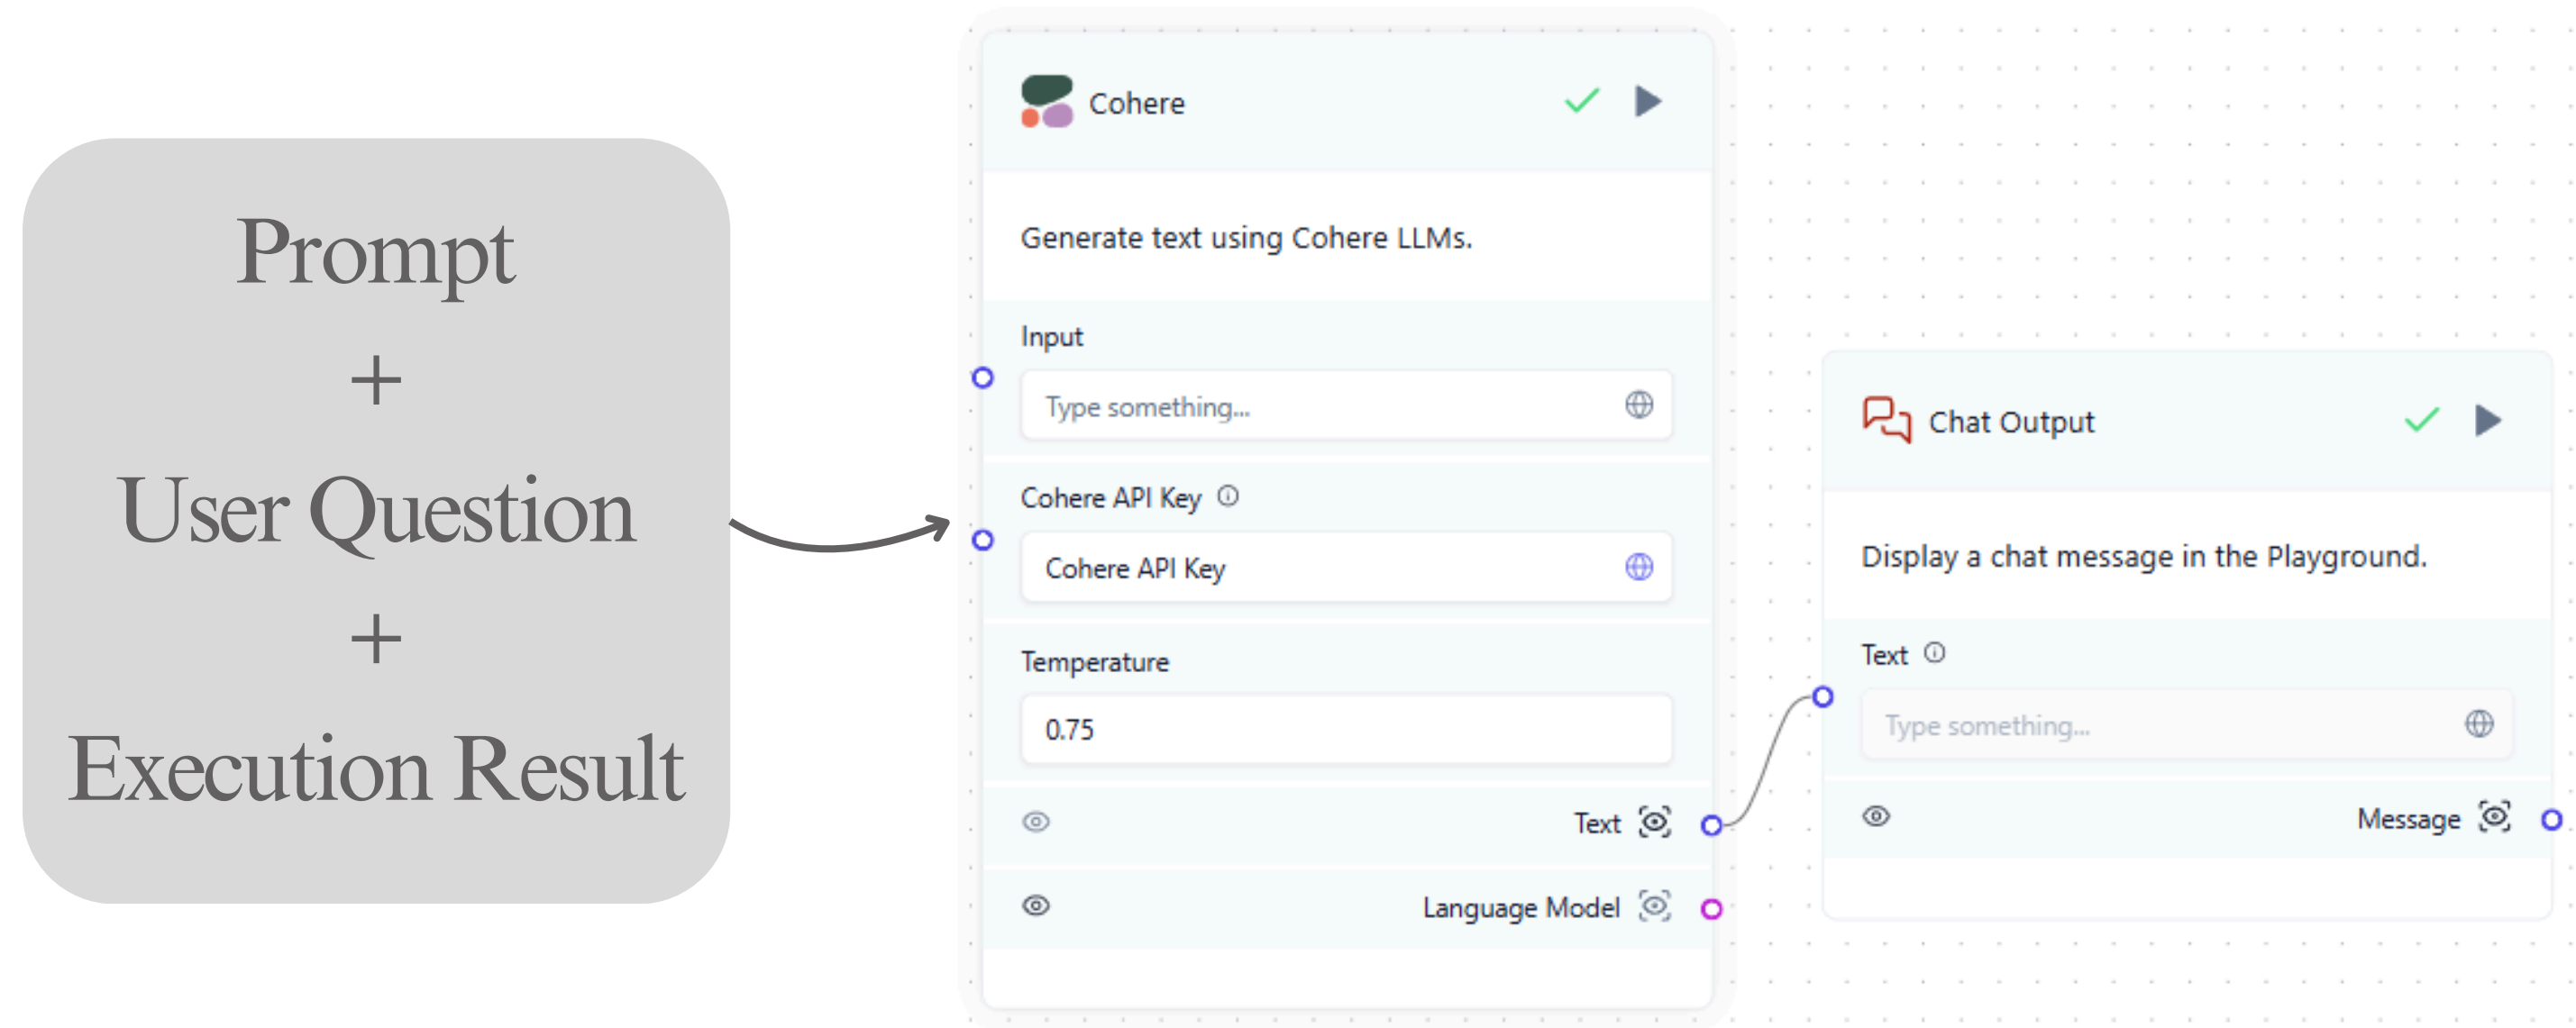 Prompt
+
User Question
+
Execution Result
Cohere
Generate text using Cohere LLMs.
Input
Type something...
Cohere API Key
Cohere API Key
Temperature
0.75
Text
Language Model
Chat Output
Display a chat message in the Playground.
Text
Type something...
Message